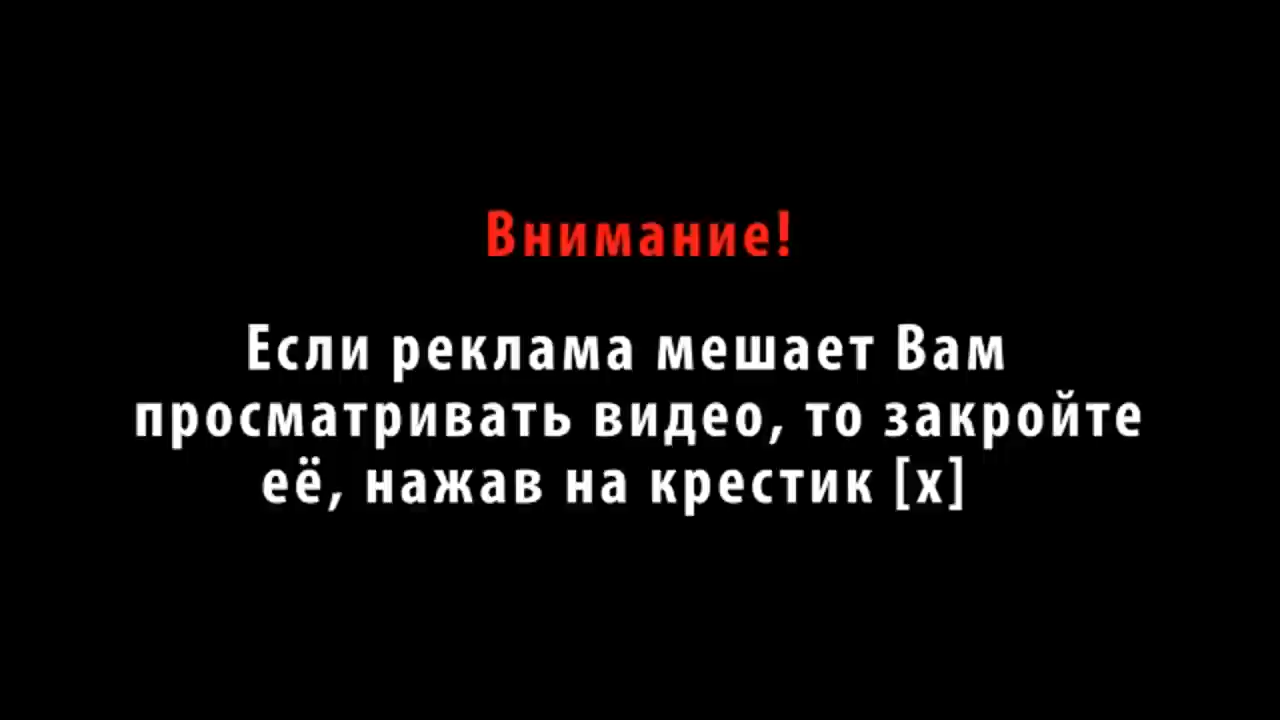 Внимание!
Если реклама мешает Вам
просматривать видео, то закройте
её, нажав на крестик [x]